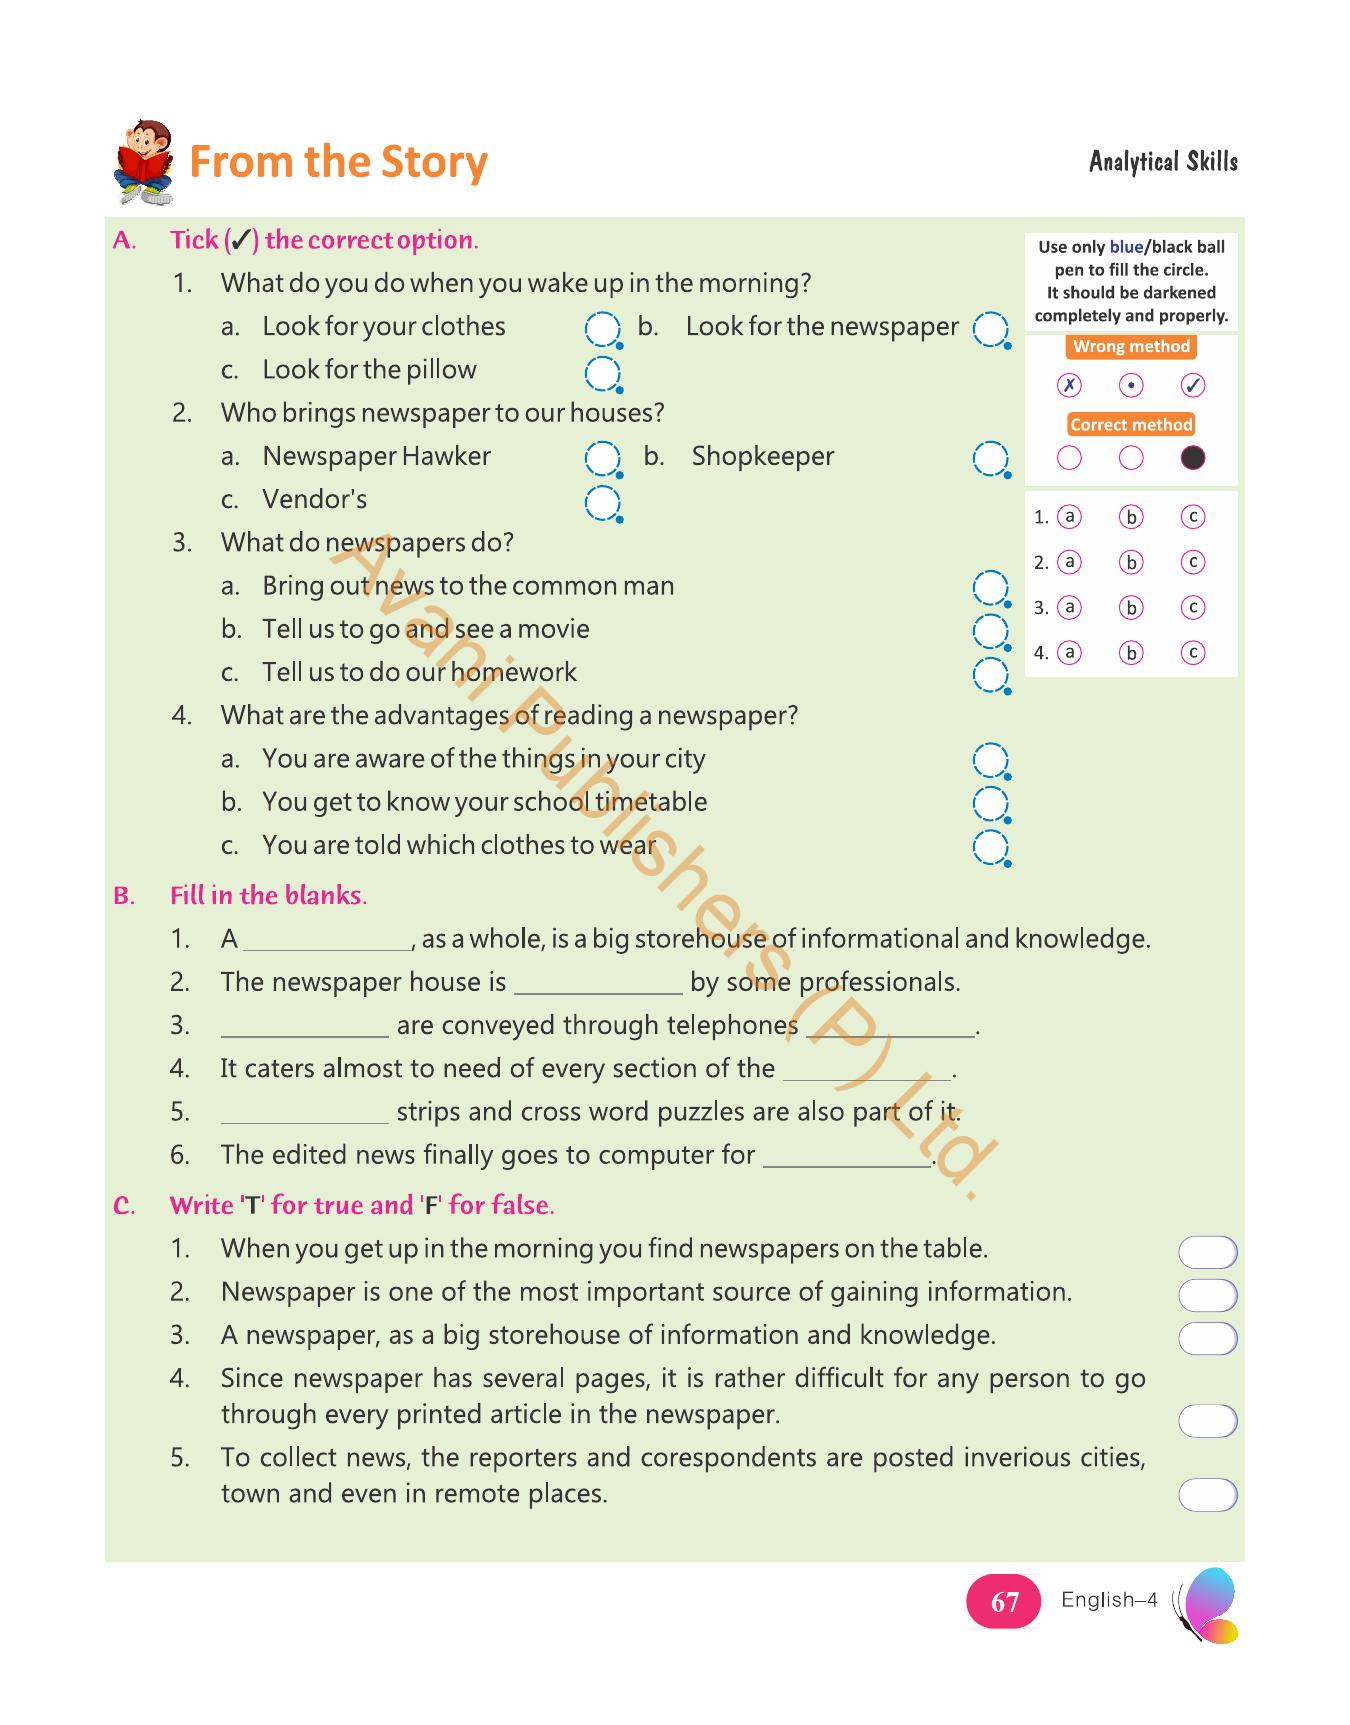 From the Story
Analytical Skills
A. Tick (✓) the correct option.
1. What do you do when you wake up in the morning?
a. Look for your clothes b. Look for the newspaper
c. Look for the pillow
2. Who brings newspaper to our houses?
a. Newspaper Hawker b. Shopkeeper
c. Vendor's
3. What do newspapers do?
a. Bring out news to the common man
b. Tell us to go and see a movie
c. Tell us to do our homework
4. What are the advantages of reading a newspaper?
a. You are aware of the things in your city
b. You get to know your school timetable
c. You are told which clothes to wear
Use only blue/black ball
pen to fill the circle.
It should be darkened
completely and properly.
Wrong method
✗ • ✓
Correct method
1. a b c
2. a b c
3. a b c
4. a b c
B. Fill in the blanks.
1. A ____________, as a whole, is a big storehouse of informational and knowledge.
2. The newspaper house is ____________ by some professionals.
3. ____________ are conveyed through telephones ____________.
4. It caters almost to need of every section of the ____________.
5. ____________ strips and cross word puzzles are also part of it.
6. The edited news finally goes to computer for ____________.
C. Write 'T' for true and 'F' for false.
1. When you get up in the morning you find newspapers on the table.
2. Newspaper is one of the most important source of gaining information.
3. A newspaper, as a big storehouse of information and knowledge.
4. Since newspaper has several pages, it is rather difficult for any person to go
through every printed article in the newspaper.
5. To collect news, the reporters and corespondents are posted inverious cities,
town and even in remote places.
Avani Publishers (P) Ltd.
67 English–4